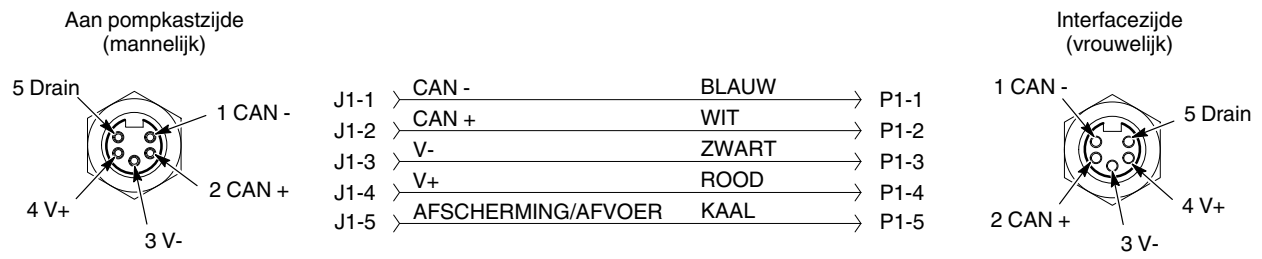 Aan pompkastzijde
(mannelijk)
5 Drain
1 CAN -
2 CAN +
3 V-
4 V+
J1-1 CAN - BLAUW P1-1
J1-2 CAN + WIT P1-2
J1-3 V- ZWART P1-3
J1-4 V+ ROOD P1-4
J1-5 AFSCHERMING/AFVOER KAAL P1-5
Interfacezijde
(vrouwelijk)
1 CAN -
5 Drain
4 V+
2 CAN +
3 V-